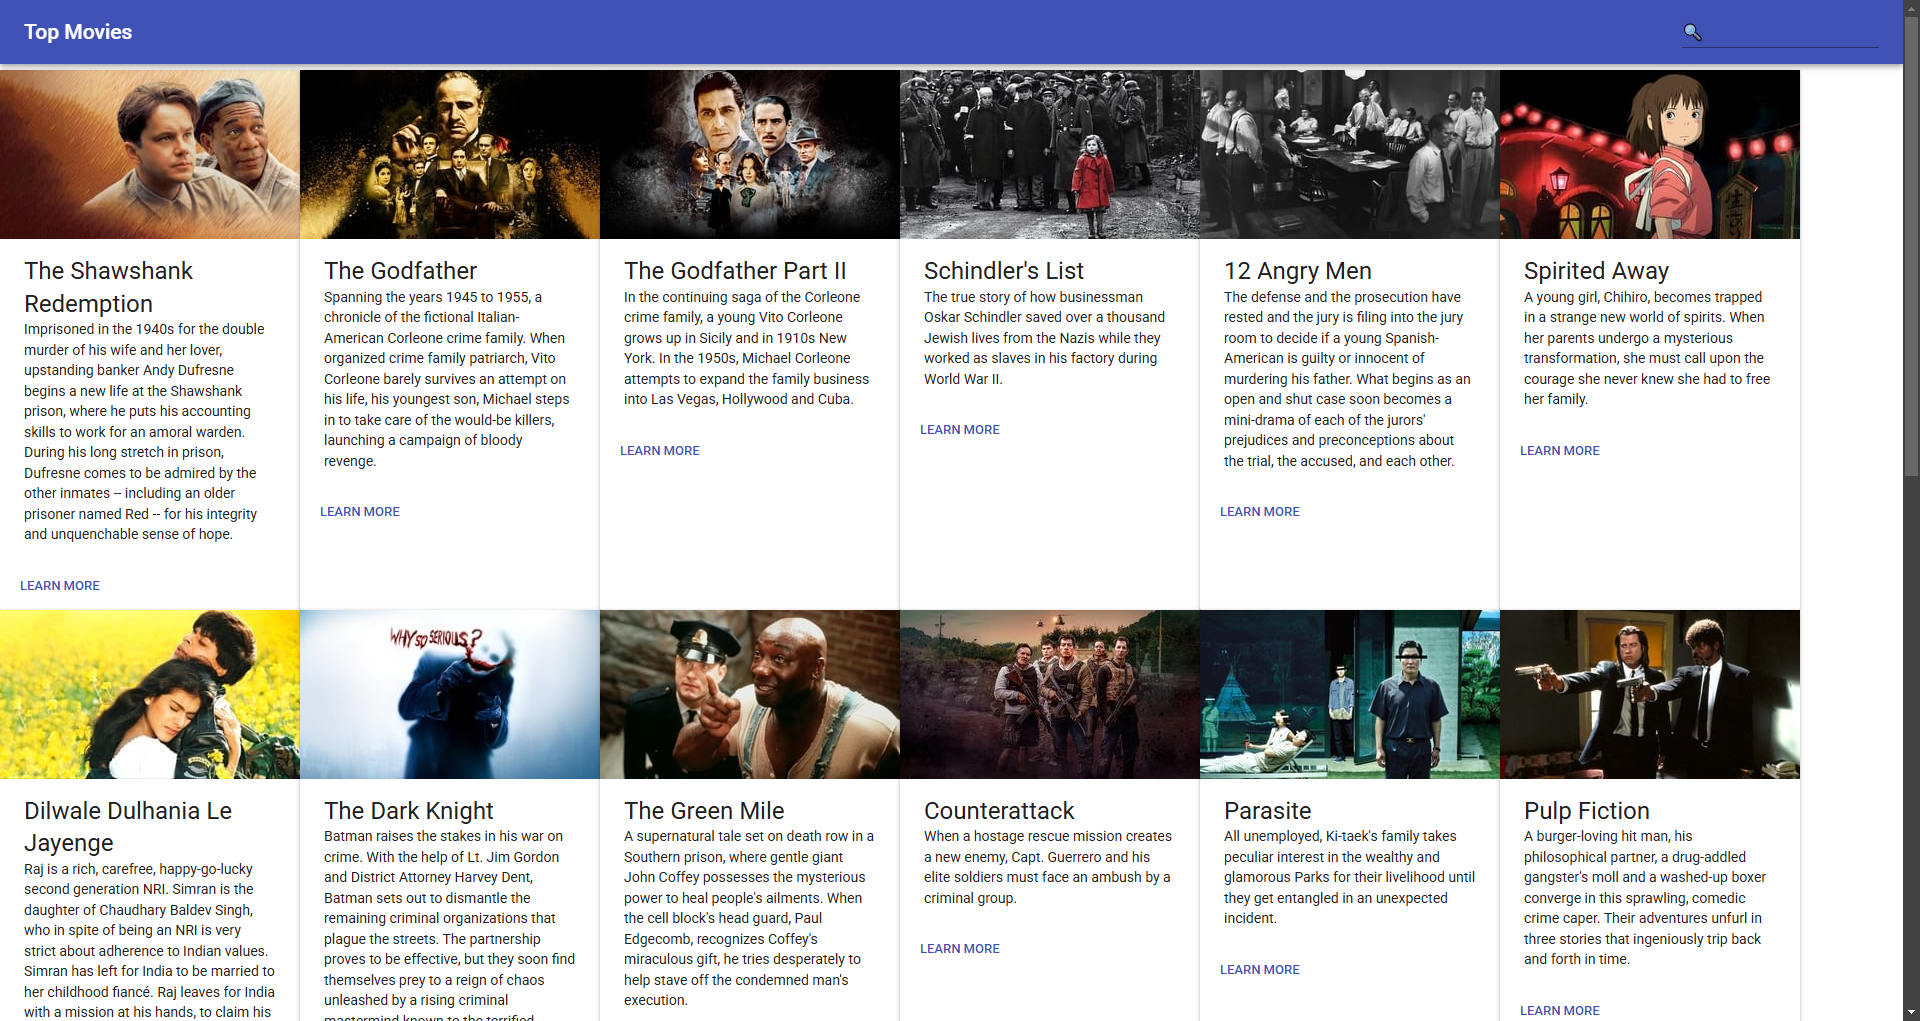 Top Movies
The Shawshank
Redemption
Imprisoned in the 1940s for the double
murder of his wife and her lover,
upstanding banker Andy Dufresne
begins a new life at the Shawshank
prison, where he puts his accounting
skills to work for an amoral warden.
During his long stretch in prison,
Dufresne comes to be admired by the
other inmates -- including an older
prisoner named Red -- for his integrity
and unquenchable sense of hope.
LEARN MORE
The Godfather
Spanning the years 1945 to 1955, a
chronicle of the fictional Italian-
American Corleone crime family. When
organized crime family patriarch, Vito
Corleone barely survives an attempt on
his life, his youngest son, Michael steps
in to take care of the would-be killers,
launching a campaign of bloody
revenge.
LEARN MORE
The Godfather Part II
In the continuing saga of the Corleone
crime family, a young Vito Corleone
grows up in Sicily and in 1910s New
York. In the 1950s, Michael Corleone
attempts to expand the family business
into Las Vegas, Hollywood and Cuba.
LEARN MORE
Schindler's List
The true story of how businessman
Oskar Schindler saved over a thousand
Jewish lives from the Nazis while they
worked as slaves in his factory during
World War II.
LEARN MORE
12 Angry Men
The defense and the prosecution have
rested and the jury is filing into the jury
room to decide if a young Spanish-
American is guilty or innocent of
murdering his father. What begins as an
open and shut case soon becomes a
mini-drama of each of the jurors'
prejudices and preconceptions about
the trial, the accused, and each other.
LEARN MORE
Spirited Away
A young girl, Chihiro, becomes trapped
in a strange new world of spirits. When
her parents undergo a mysterious
transformation, she must call upon the
courage she never knew she had to free
her family.
LEARN MORE
Dilwale Dulhania Le
Jayenge
Raj is a rich, carefree, happy-go-lucky
second generation NRI. Simran is the
daughter of Chaudhary Baldev Singh,
who in spite of being an NRI is very
strict about adherence to Indian values.
Simran has left for India to be married to
her childhood fiancé. Raj leaves for India
with a mission at his hands, to claim his
WHY SO SERIOUS?
The Dark Knight
Batman raises the stakes in his war on
crime. With the help of Lt. Jim Gordon
and District Attorney Harvey Dent,
Batman sets out to dismantle the
remaining criminal organizations that
plague the streets. The partnership
proves to be effective, but they soon find
themselves prey to a reign of chaos
unleashed by a rising criminal
mastermind known to the terrified
The Green Mile
A supernatural tale set on death row in a
Southern prison, where gentle giant
John Coffey possesses the mysterious
power to heal people's ailments. When
the cell block's head guard, Paul
Edgecomb, recognizes Coffey's
miraculous gift, he tries desperately to
help stave off the condemned man's
execution.
Counterattack
When a hostage rescue mission creates
a new enemy, Capt. Guerrero and his
elite soldiers must face an ambush by a
criminal group.
LEARN MORE
Parasite
All unemployed, Ki-taek's family takes
peculiar interest in the wealthy and
glamorous Parks for their livelihood until
they get entangled in an unexpected
incident.
LEARN MORE
Pulp Fiction
A burger-loving hit man, his
philosophical partner, a drug-addled
gangster's moll and a washed-up boxer
converge in this sprawling, comedic
crime caper. Their adventures unfurl in
three stories that ingeniously trip back
and forth in time.
LEARN MORE